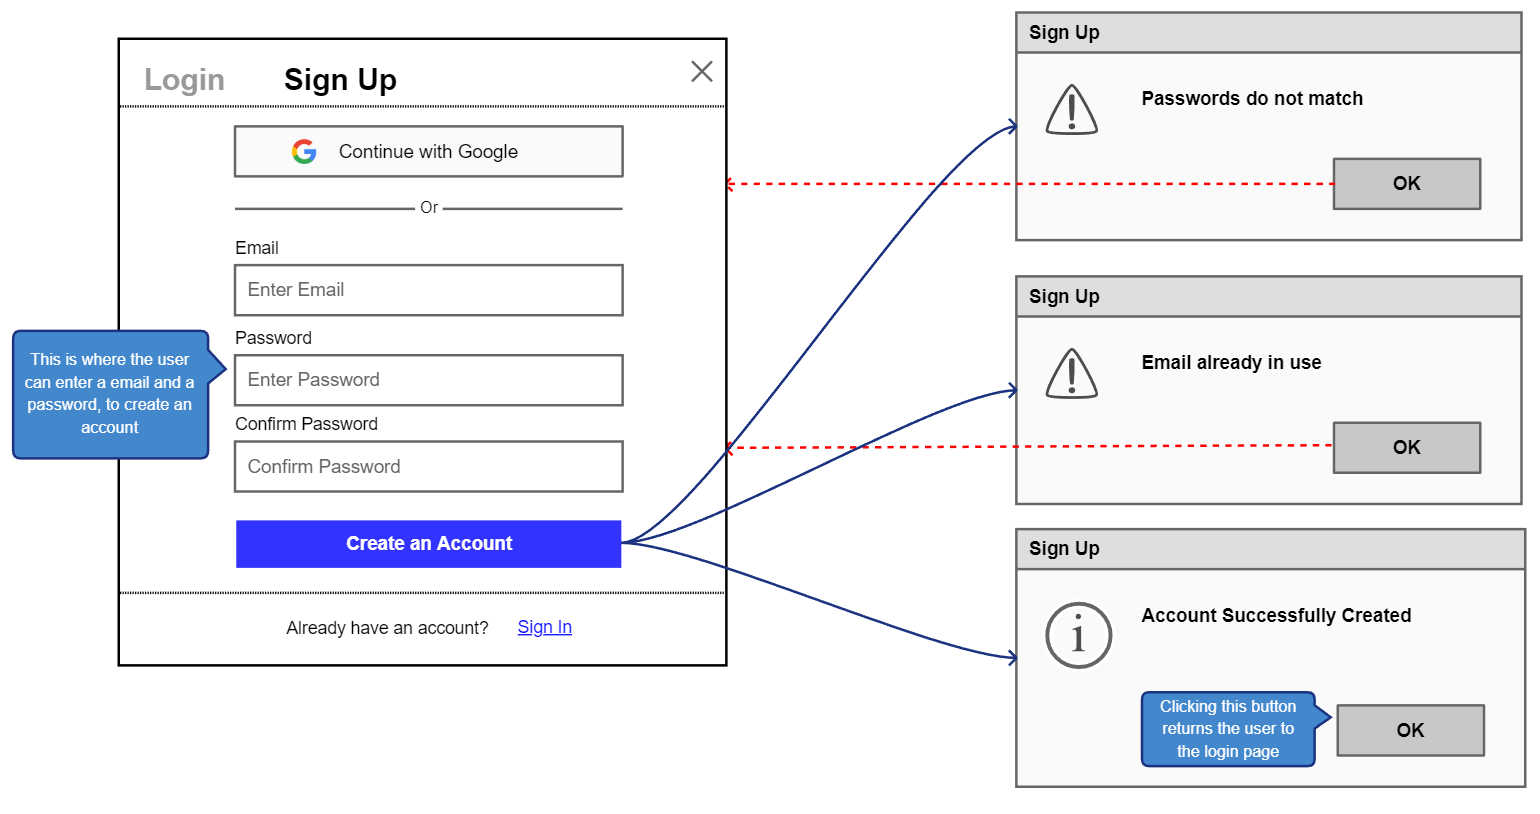 Login
Sign Up
Continue with Google
Or
Email
Enter Email
Password
Enter Password
Confirm Password
Confirm Password
Create an Account
Already have an account?
Sign In
This is where the user
can enter a email and a
password, to create an
account
Sign Up
Passwords do not match
OK
Sign Up
Email already in use
OK
Sign Up
Account Successfully Created
Clicking this button
returns the user to
the login page
OK